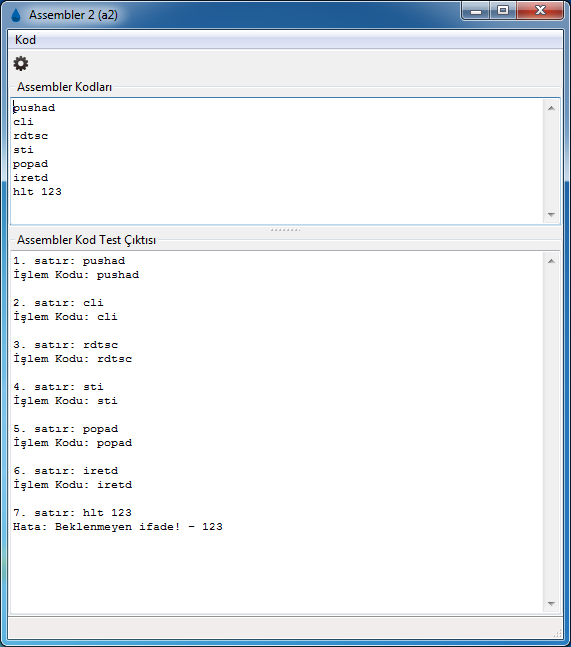 Assembler 2 (a2)
Kod
Assembler Kodları
pushad
cli
rdtsc
sti
popad
iretd
hlt 123
Assembler Kod Test Çıktısı
1. satır: pushad
İşlem Kodu: pushad
2. satır: cli
İşlem Kodu: cli
3. satır: rdtsc
İşlem Kodu: rdtsc
4. satır: sti
İşlem Kodu: sti
5. satır: popad
İşlem Kodu: popad
6. satır: iretd
İşlem Kodu: iretd
7. satır: hlt 123
Hata: Beklenmeyen ifade! - 123